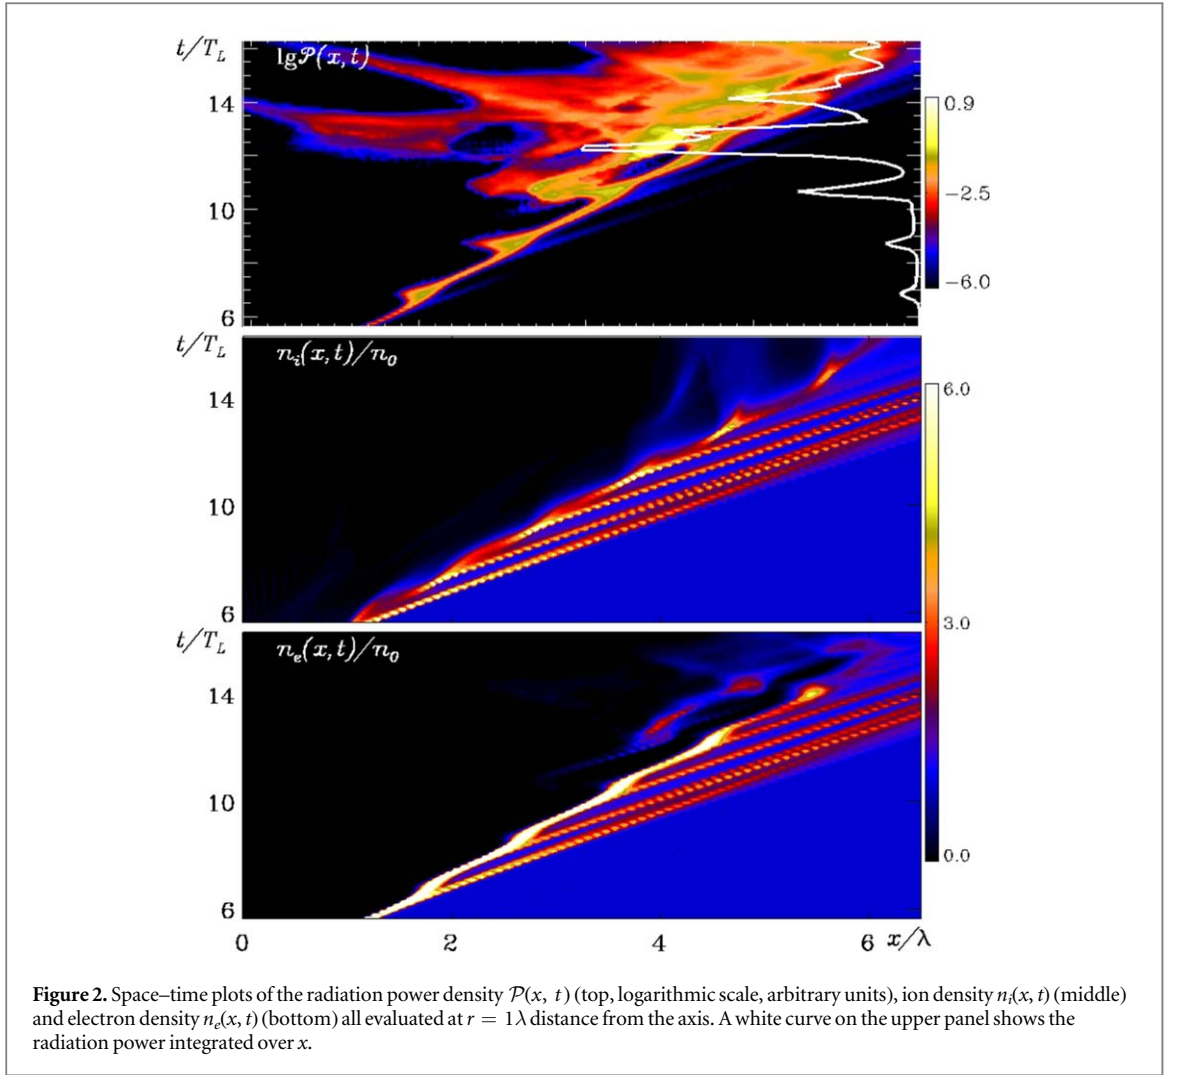 t/T_L
lg𝒫(x,t)
14
10
6
0.9
−2.5
−6.0
t/T_L
n_i(x,t)/n_0
14
10
6
6.0
3.0
0.0
t/T_L
n_e(x,t)/n_0
14
10
6
0 2 4 6 x/λ
Figure 2. Space–time plots of the radiation power density 𝒫(x, t) (top, logarithmic scale, arbitrary units), ion density n_i(x, t) (middle)
and electron density n_e(x, t) (bottom) all evaluated at r = 1λ distance from the axis. A white curve on the upper panel shows the
radiation power integrated over x.